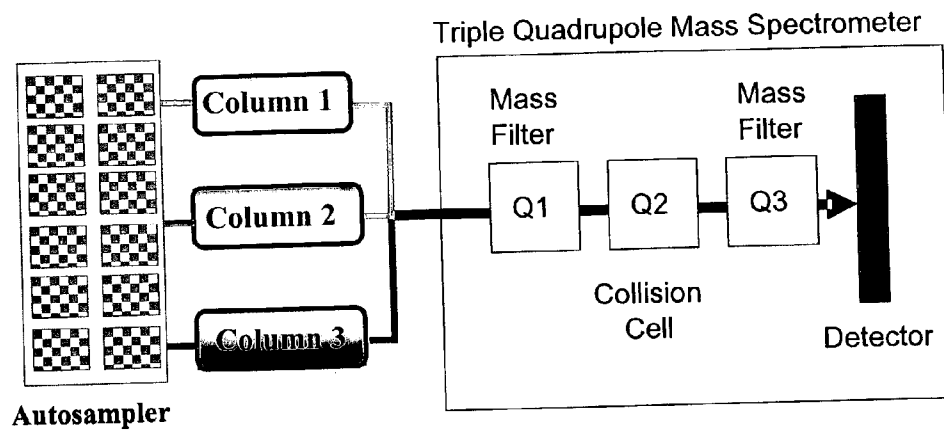 Triple Quadrupole Mass Spectrometer
Column 1
Column 2
Column 3
Autosampler
Mass
Filter
Mass
Filter
Q1
Q2
Q3
Collision
Cell
Detector